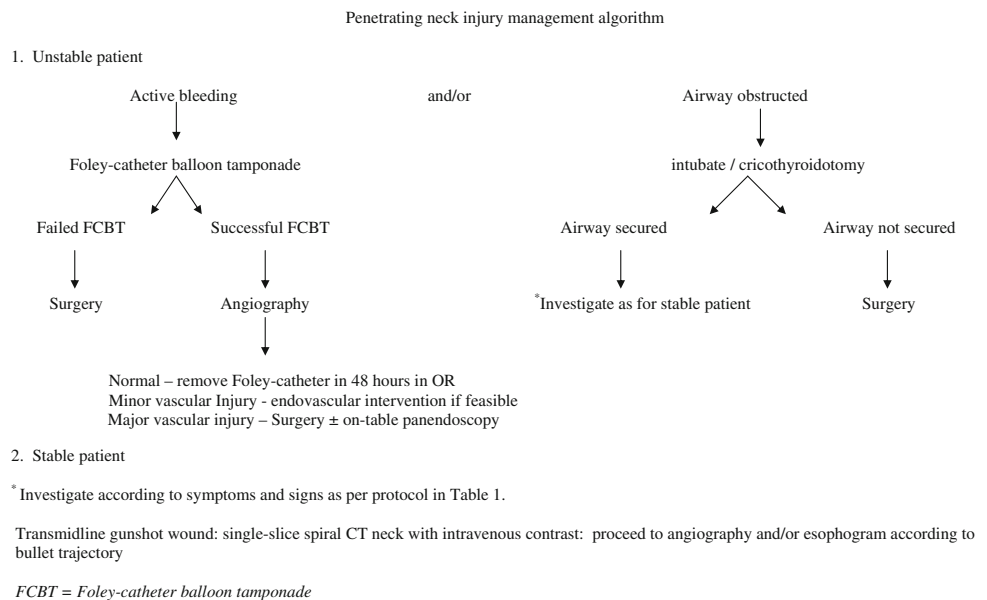 Penetrating neck injury management algorithm
1. Unstable patient
Active bleeding and/or Airway obstructed
Foley-catheter balloon tamponade intubate / cricothyroidotomy
Failed FCBT Successful FCBT Airway secured Airway not secured
Surgery Angiography *Investigate as for stable patient Surgery
Normal – remove Foley-catheter in 48 hours in OR
Minor vascular Injury - endovascular intervention if feasible
Major vascular injury – Surgery ± on-table panendoscopy
2. Stable patient
* Investigate according to symptoms and signs as per protocol in Table 1.
Transmidline gunshot wound: single-slice spiral CT neck with intravenous contrast: proceed to angiography and/or esophogram according to
bullet trajectory
FCBT = Foley-catheter balloon tamponade